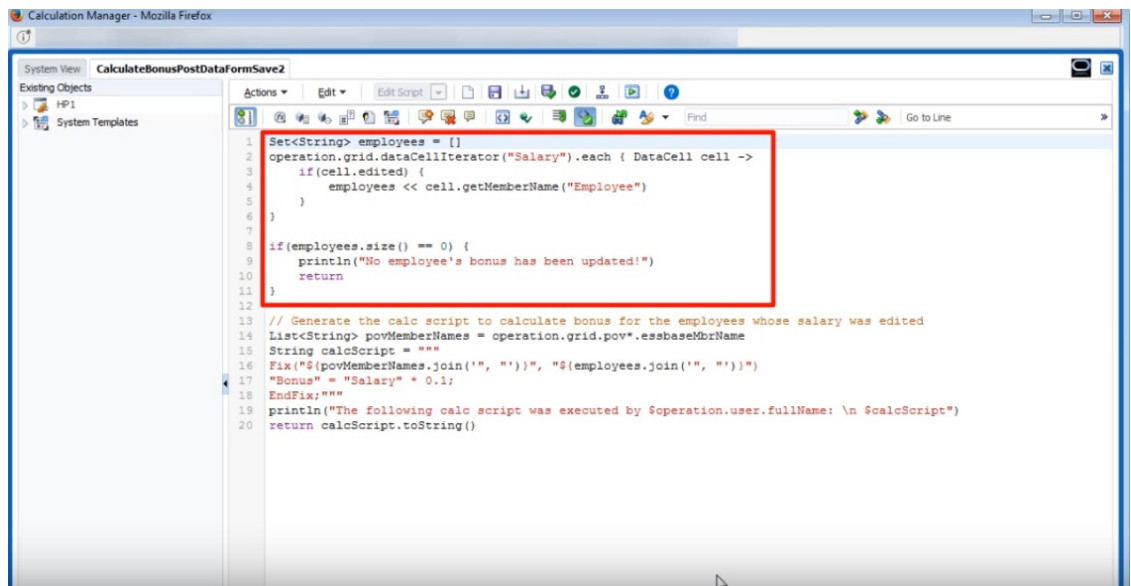 Calculation Manager - Mozilla Firefox
System View CalculateBonusPostDataFormSave2
Existing Objects
HP1
System Templates
Actions Edit Edit Script
Find Go to Line
1 Set<String> employees = []
2 operation.grid.dataCellIterator("Salary").each { DataCell cell ->
3 if(cell.edited) {
4 employees << cell.getMemberName("Employee")
5 }
6 }
7
8 if(employees.size() == 0) {
9 println("No employee's bonus has been updated!")
10 return
11 }
12
13 // Generate the calc script to calculate bonus for the employees whose salary was edited
14 List<String> povMemberNames = operation.grid.pov*.essbaseMbrName
15 String calcScript = """
16 Fix("${povMemberNames.join('", "')}", "${employees.join('", "')}")
17 "Bonus" = "Salary" * 0.1;
18 EndFix;"""
19 println("The following calc script was executed by $operation.user.fullName: \n $calcScript")
20 return calcScript.toString()